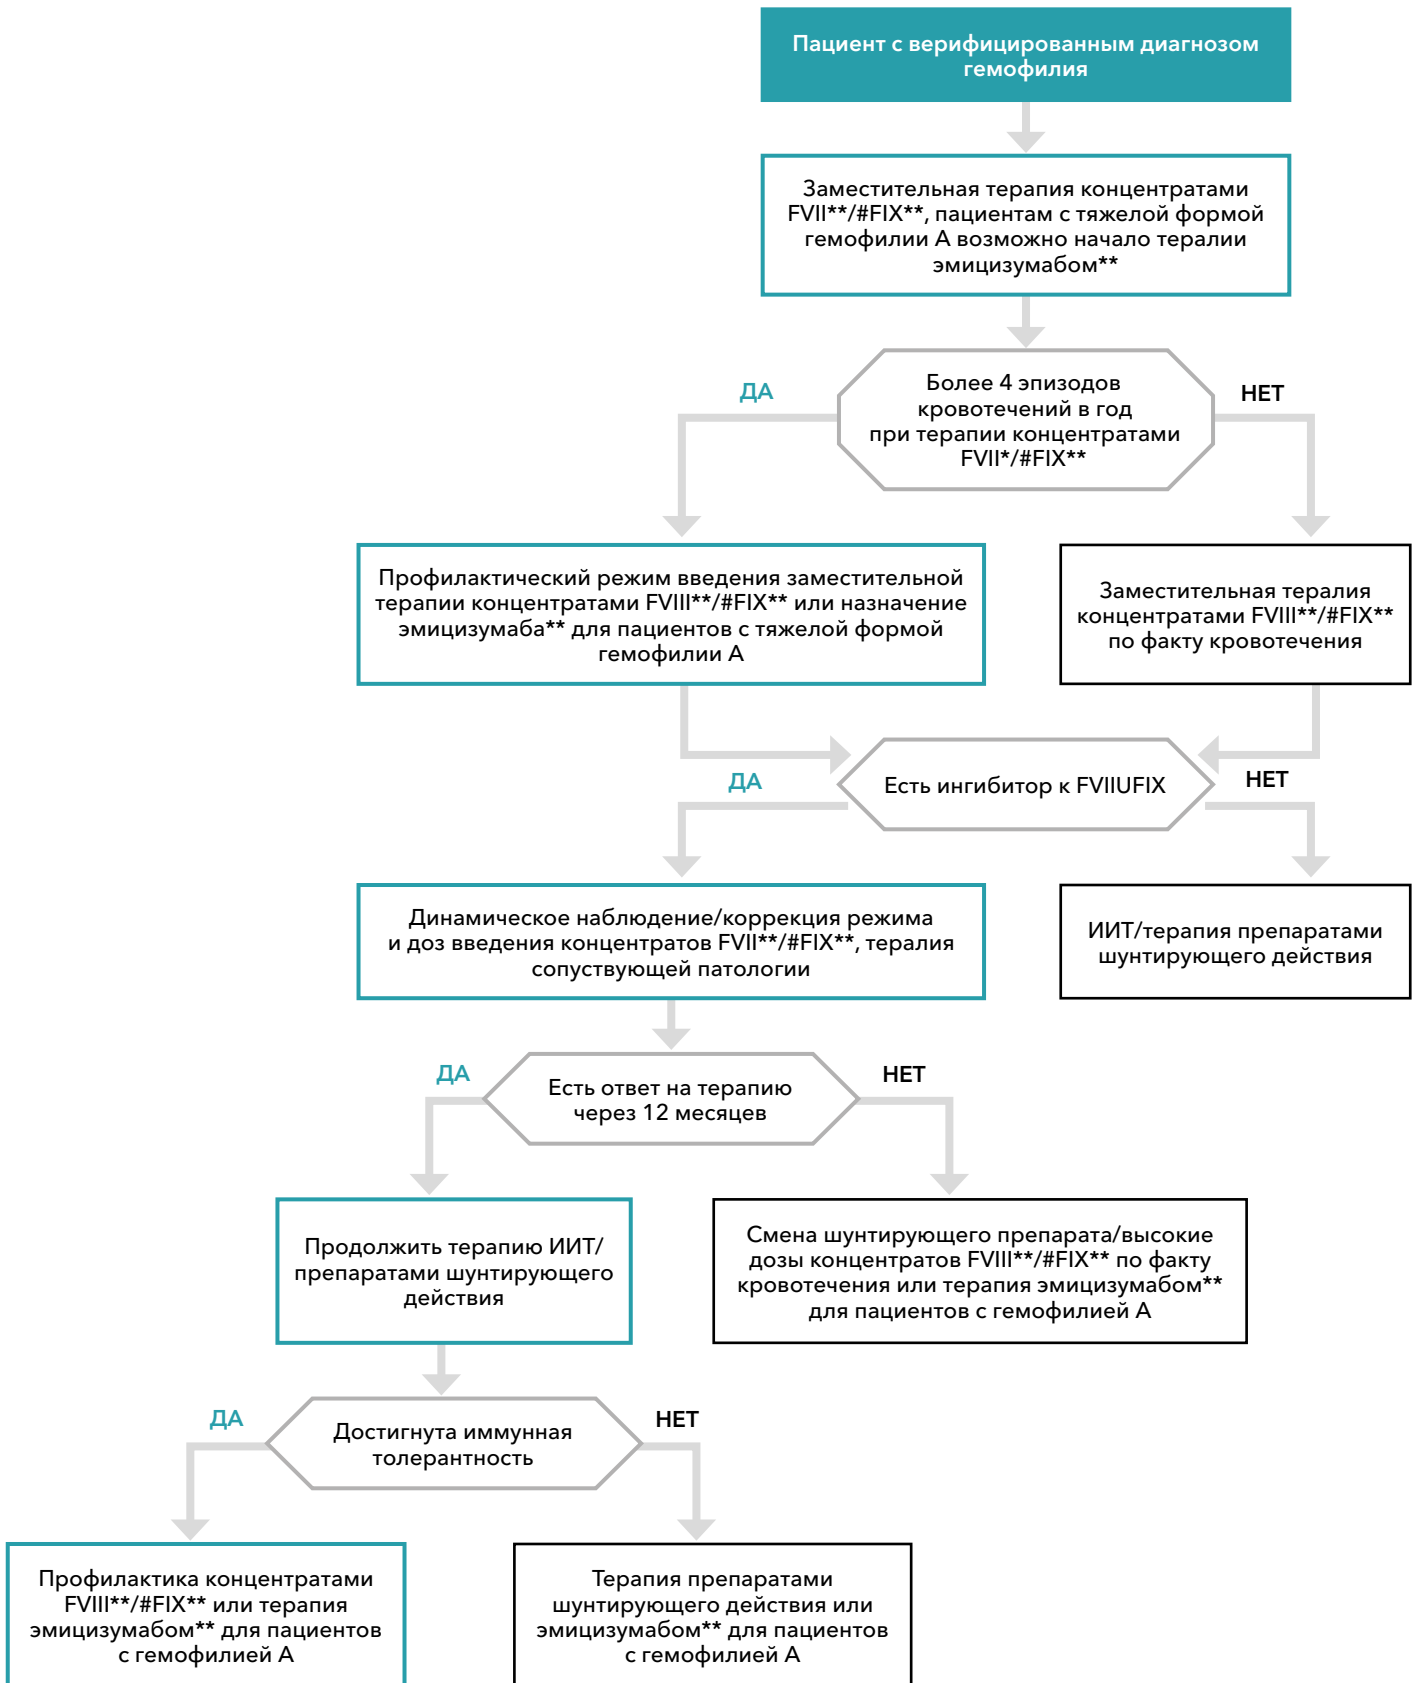 Пациент с верифицированным диагнозом
гемофилия
Заместительная терапия концентратами
FVII**/#FIX**, пациентам с тяжелой формой
гемофилии А возможно начало тералии
эмицизумабом**
Более 4 эпизодов
кровотечений в год
при терапии концентратами
FVII*/#FIX**
ДА
НЕТ
Профилактический режим введения заместительной
терапии концентратами FVIII**/#FIX** или назначение
эмицизумаба** для пациентов с тяжелой формой
гемофилии А
Заместительная тералия
концентратами FVIII**/#FIX**
по факту кровотечения
Есть ингибитор к FVIIUFIX
ДА
НЕТ
Динамическое наблюдение/коррекция режима
и доз введения концентратов FVII**/#FIX**, тералия
сопуствующей патологии
ИИТ/терапия препаратами
шунтирующего действия
Есть ответ на терапию
через 12 месяцев
ДА
НЕТ
Продолжить терапию ИИТ/
препаратами шунтирующего
действия
Смена шунтирующего препарата/высокие
дозы концентратов FVIII**/#FIX** по факту
кровотечения или терапия эмицизумабом**
для пациентов с гемофилией А
Достигнута иммунная
толерантность
ДА
НЕТ
Профилактика концентратами
FVIII**/#FIX** или терапия
эмицизумабом** для пациентов
с гемофилией А
Терапия препаратами
шунтирующего действия или
эмицизумабом** для пациентов
с гемофилией А